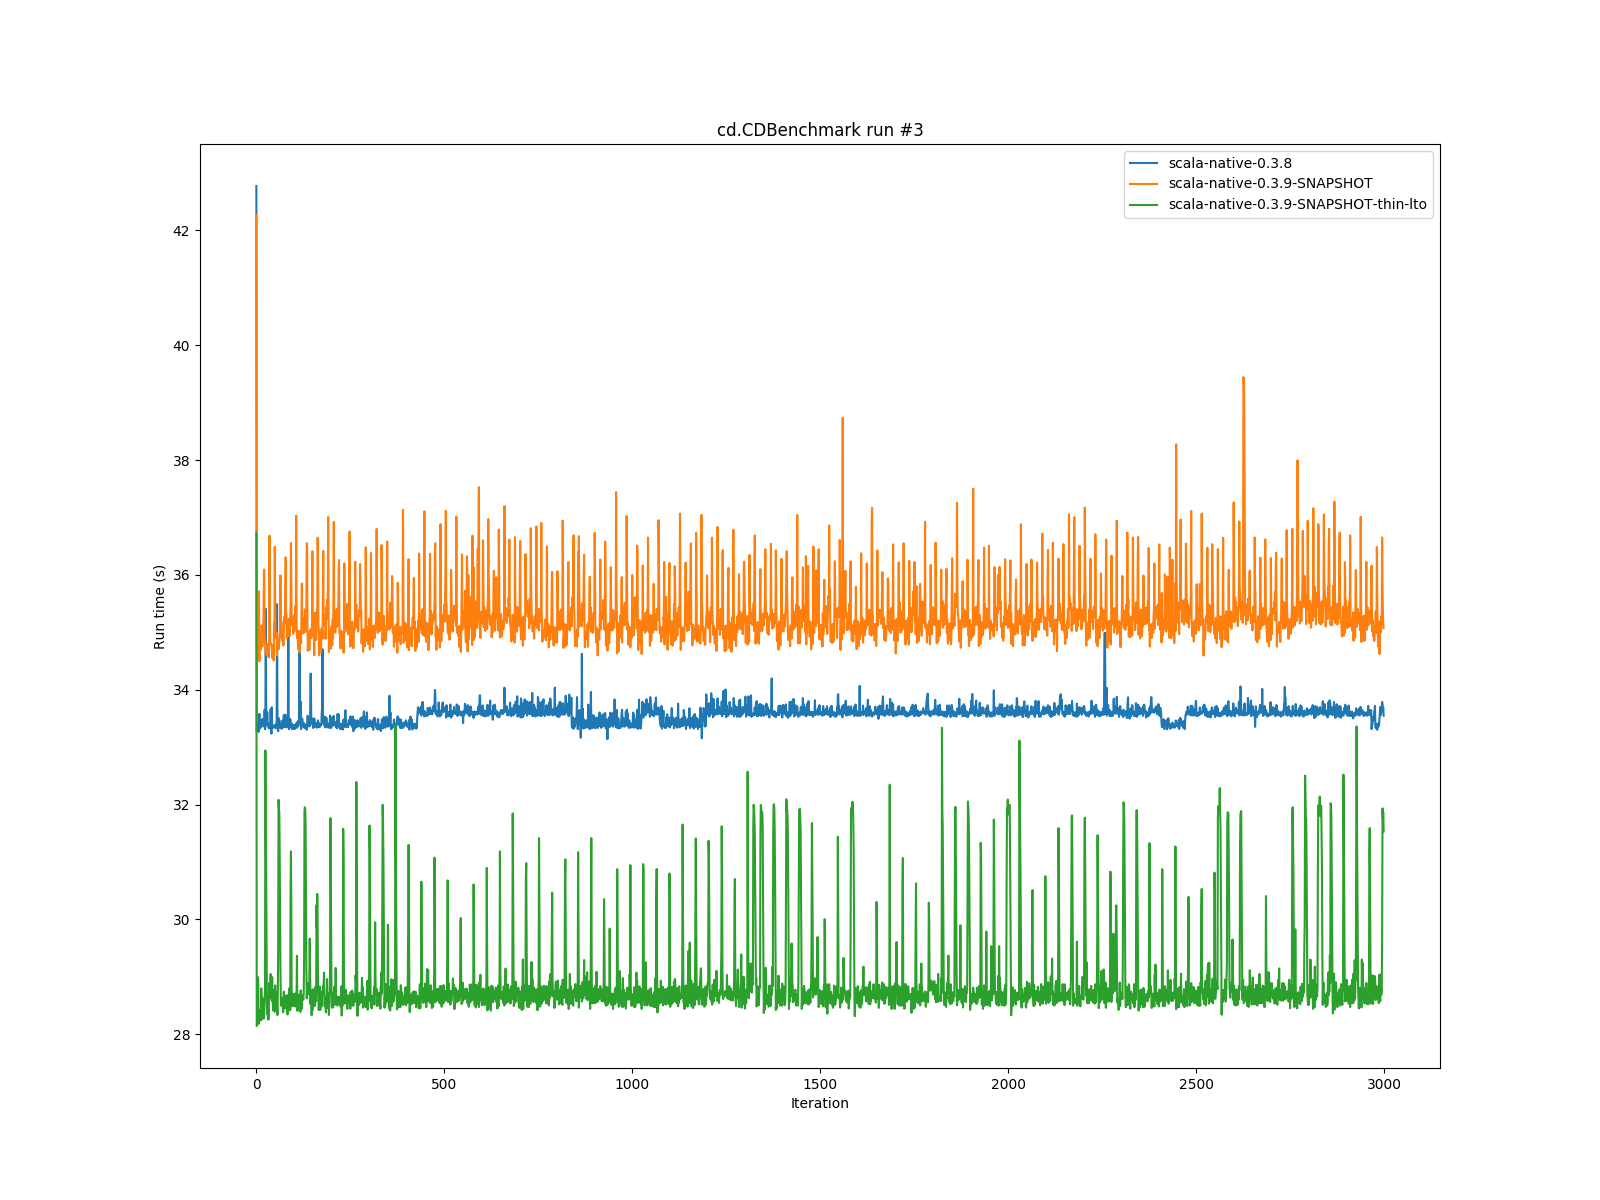 cd.CDBenchmark run #3
scala-native-0.3.8
scala-native-0.3.9-SNAPSHOT
scala-native-0.3.9-SNAPSHOT-thin-lto
Run time (s)
42
40
38
36
34
32
30
28
0 500 1000 1500 2000 2500 3000
Iteration